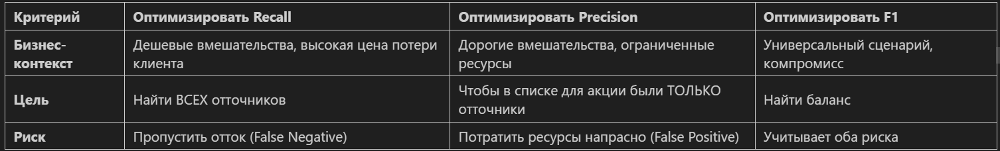 Критерий
Оптимизировать Recall
Оптимизировать Precision
Оптимизировать F1
Бизнес-
контекст
Дешевые вмешательства, высокая цена потери
клиента
Дорогие вмешательства, ограниченные
ресурсы
Универсальный сценарий,
компромисс
Цель
Найти ВСЕХ отточников
Чтобы в списке для акции были ТОЛЬКО
отточники
Найти баланс
Риск
Пропустить отток (False Negative)
Потратить ресурсы напрасно (False Positive)
Учитывает оба риска